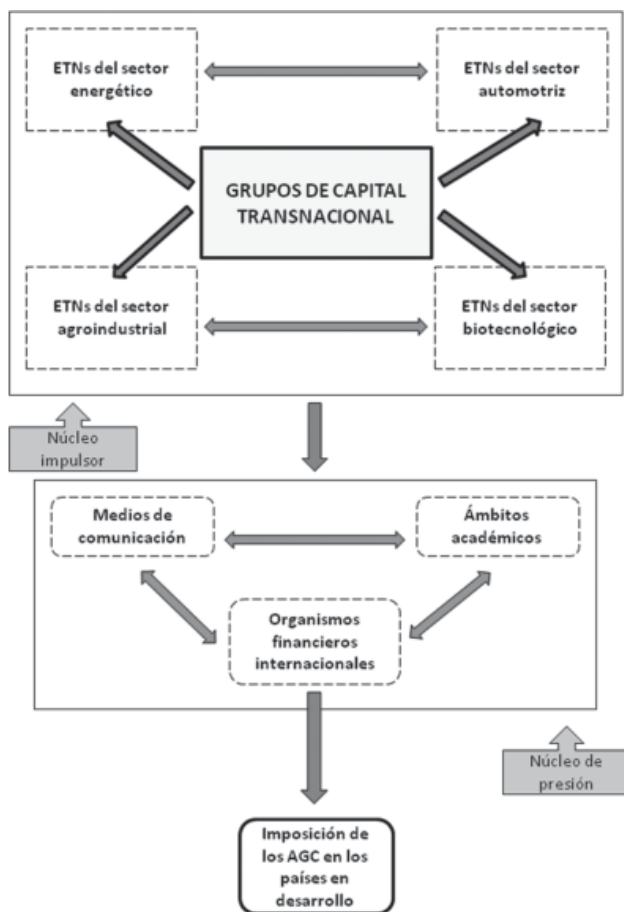 ETNs del sector
energético
ETNs del sector
automotriz
GRUPOS DE CAPITAL
TRANSNACIONAL
ETNs del sector
agroindustrial
ETNs del sector
biotecnológico
Núcleo
impulsor
Medios de
comunicación
Ámbitos
académicos
Organismos
financieros
internacionales
Núcleo de
presión
Imposición de
los AGC en los
países en
desarrollo